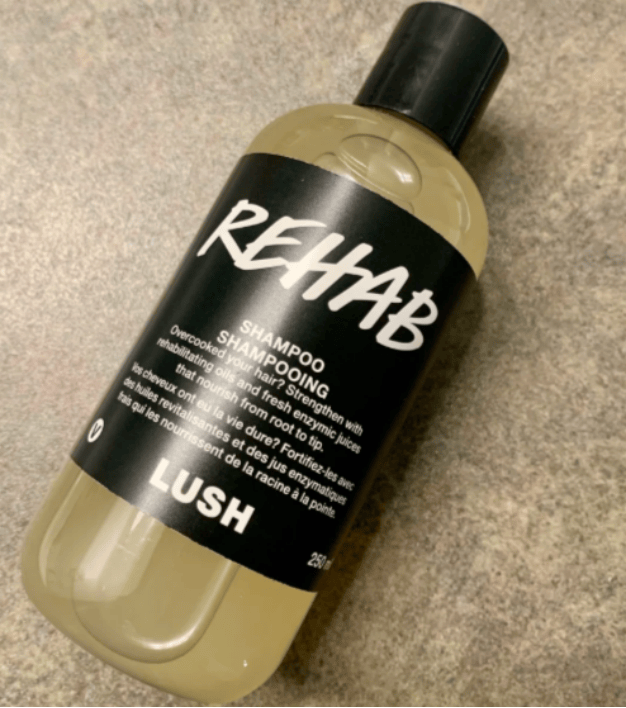 REHAB
SHAMPOO
SHAMPOOING
Overcooked your hair? Strengthen with
rehabilitating oils and fresh enzymic juices
that nourish from root to tip.
Vos cheveux ont eu la vie dure? Fortifiez-les avec
des huiles revitalisantes et des jus enzymatiques
frais qui les nourrissent de la racine à la pointe.
V
LUSH
250 ml